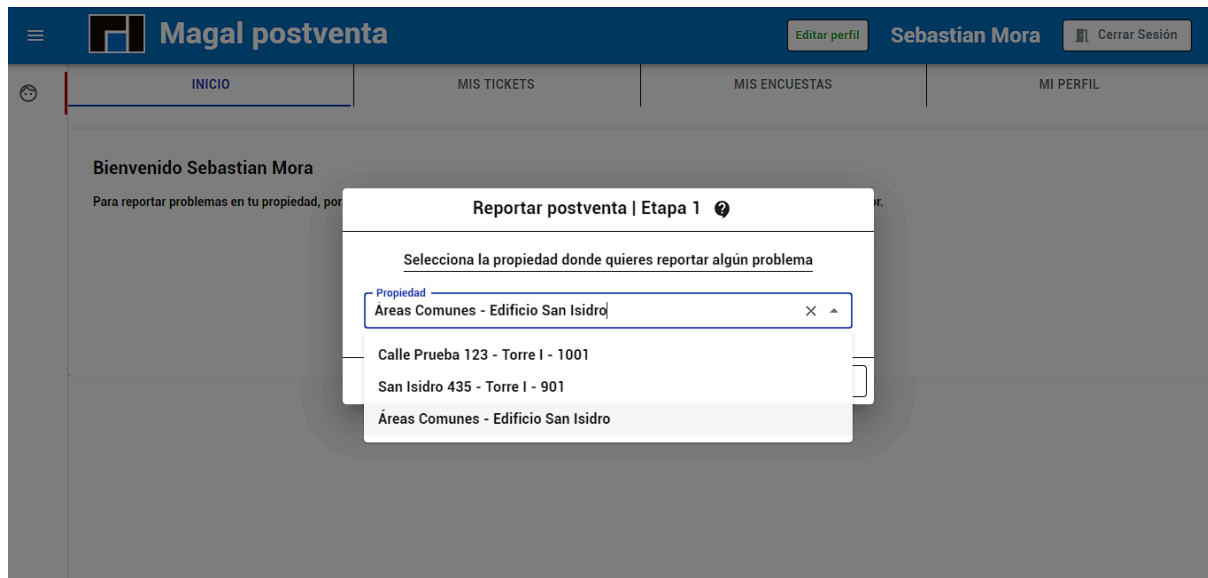 Magal postventa
Editar perfil
Sebastian Mora
Cerrar Sesión
INICIO
MIS TICKETS
MIS ENCUESTAS
MI PERFIL
Bienvenido Sebastian Mora
Para reportar problemas en tu propiedad, por
Reportar postventa | Etapa 1
Selecciona la propiedad donde quieres reportar algún problema
Propiedad
Áreas Comunes - Edificio San Isidro
Calle Prueba 123 - Torre I - 1001
San Isidro 435 - Torre I - 901
Áreas Comunes - Edificio San Isidro